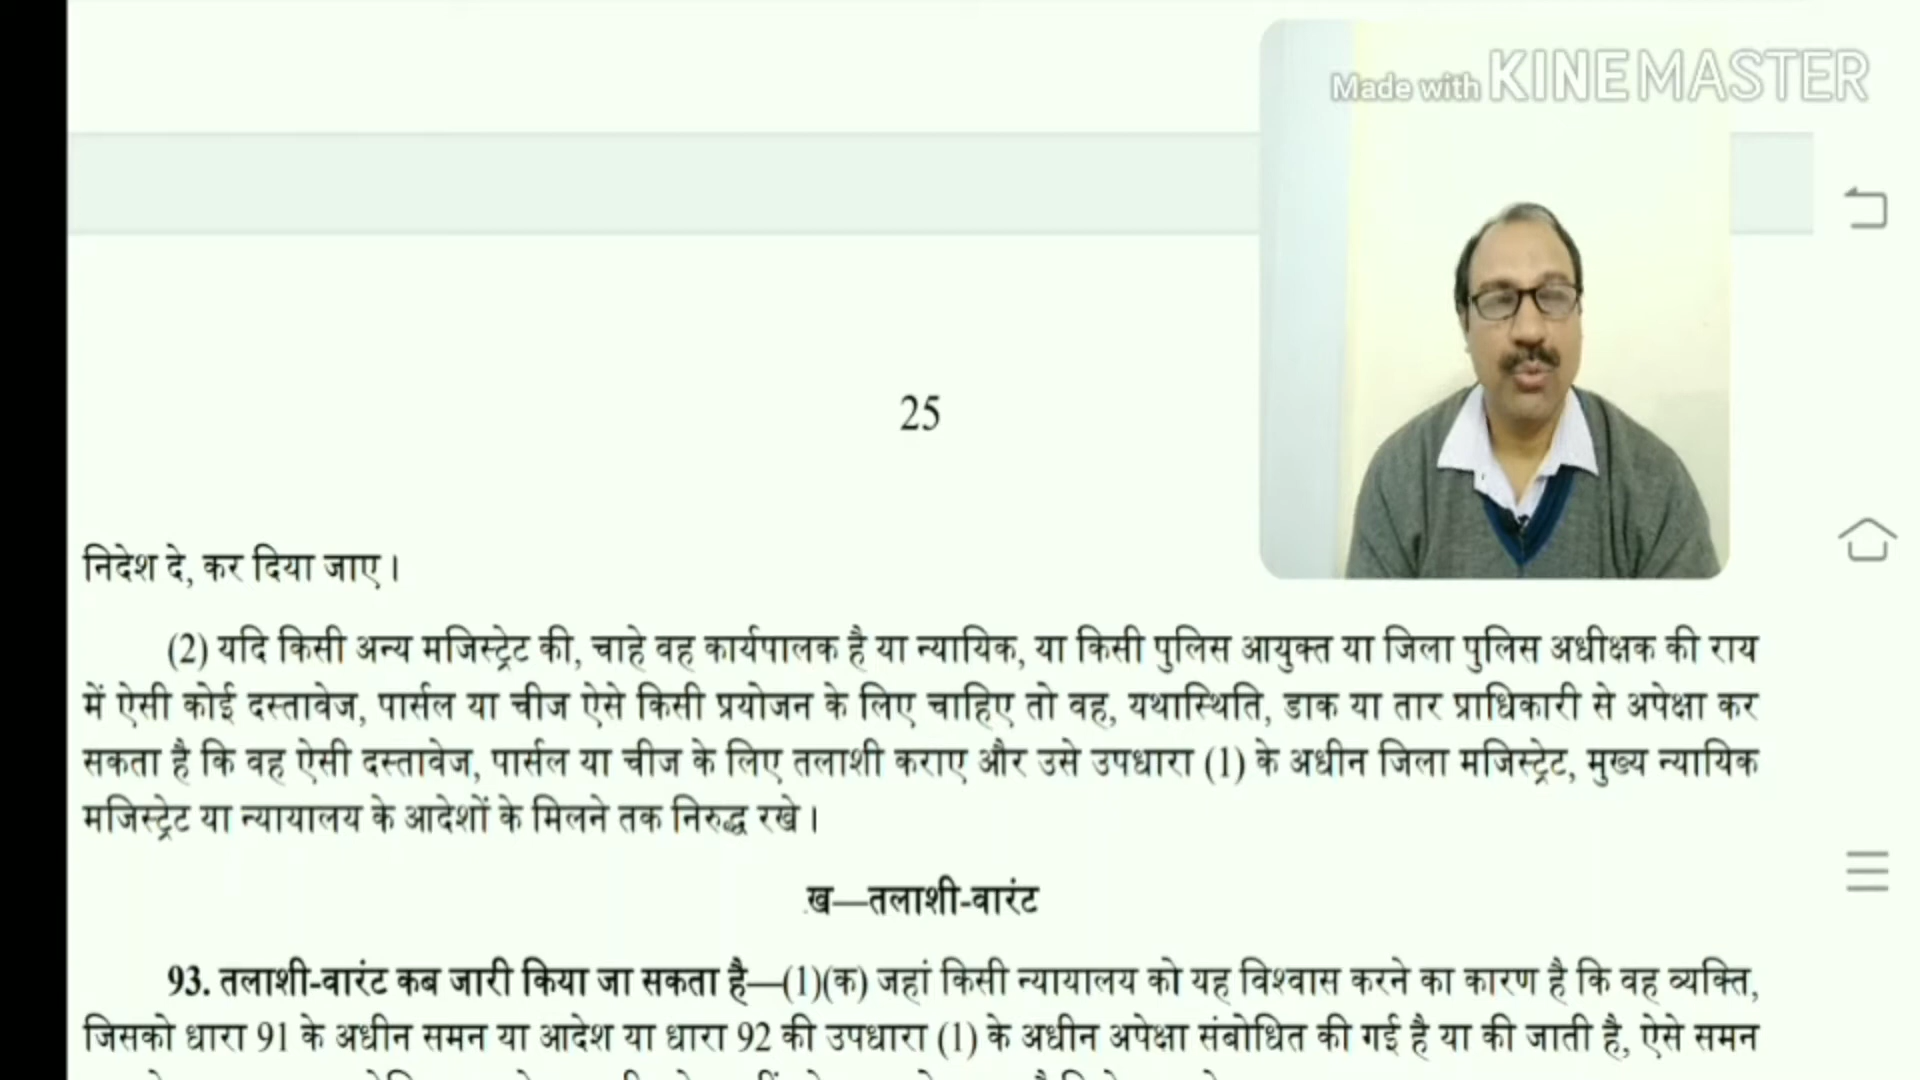 Made with KINEMASTER
25
निदेश दे, कर दिया जाए।
(2) यदि किसी अन्य मजिस्ट्रेट की, चाहे वह कार्यपालक है या न्यायिक, या किसी पुलिस आयुक्त या जिला पुलिस अधीक्षक की राय
में ऐसी कोई दस्तावेज, पार्सल या चीज ऐसे किसी प्रयोजन के लिए चाहिए तो वह, यथास्थिति, डाक या तार प्राधिकारी से अपेक्षा कर
सकता है कि वह ऐसी दस्तावेज, पार्सल या चीज के लिए तलाशी कराए और उसे उपधारा (1) के अधीन जिला मजिस्ट्रेट, मुख्य न्यायिक
मजिस्ट्रेट या न्यायालय के आदेशों के मिलने तक निरुद्ध रखे।
ख—तलाशी-वारंट
93. तलाशी-वारंट कब जारी किया जा सकता है—(1)(क) जहां किसी न्यायालय को यह विश्वास करने का कारण है कि वह व्यक्ति,
जिसको धारा 91 के अधीन समन या आदेश या धारा 92 की उपधारा (1) के अधीन अपेक्षा संबोधित की गई है या की जाती है, ऐसे समन